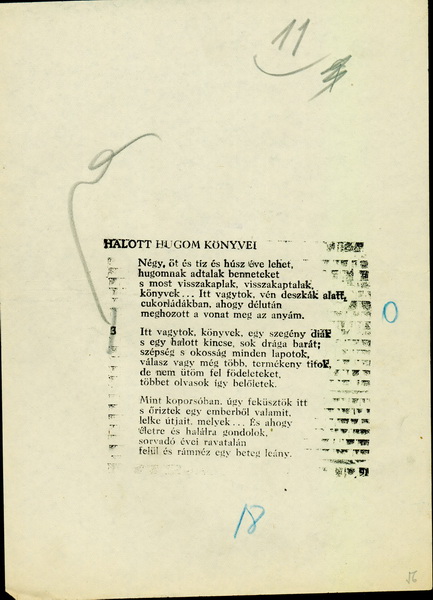 11
HALOTT HUGOM KÖNYVEI
Négy, öt és tíz és húsz éve lehet,
hugomnak adtalak benneteket
s most visszakaplak, visszakaptalak,
könyvek... Itt vagytok, vén deszkák alatt,
cukorládákban, ahogy délután
meghozott a vonat meg az anyám.
Itt vagytok, könyvek, egy szegény diák
s egy halott kincse, sok drága barát;
szépség s okosság minden lapotok,
válasz vagy még több, termékeny titok,
de nem ütöm fel födeleteket,
többet olvasok így belőletek.
Mint koporsóban, úgy feküsztök itt
s őriztek egy emberből valamit,
lelke útjait, melyek... És ahogy
életre és halálra gondolok,
sorvadó évei ravatalán
felül és rámnéz egy beteg leány.
18